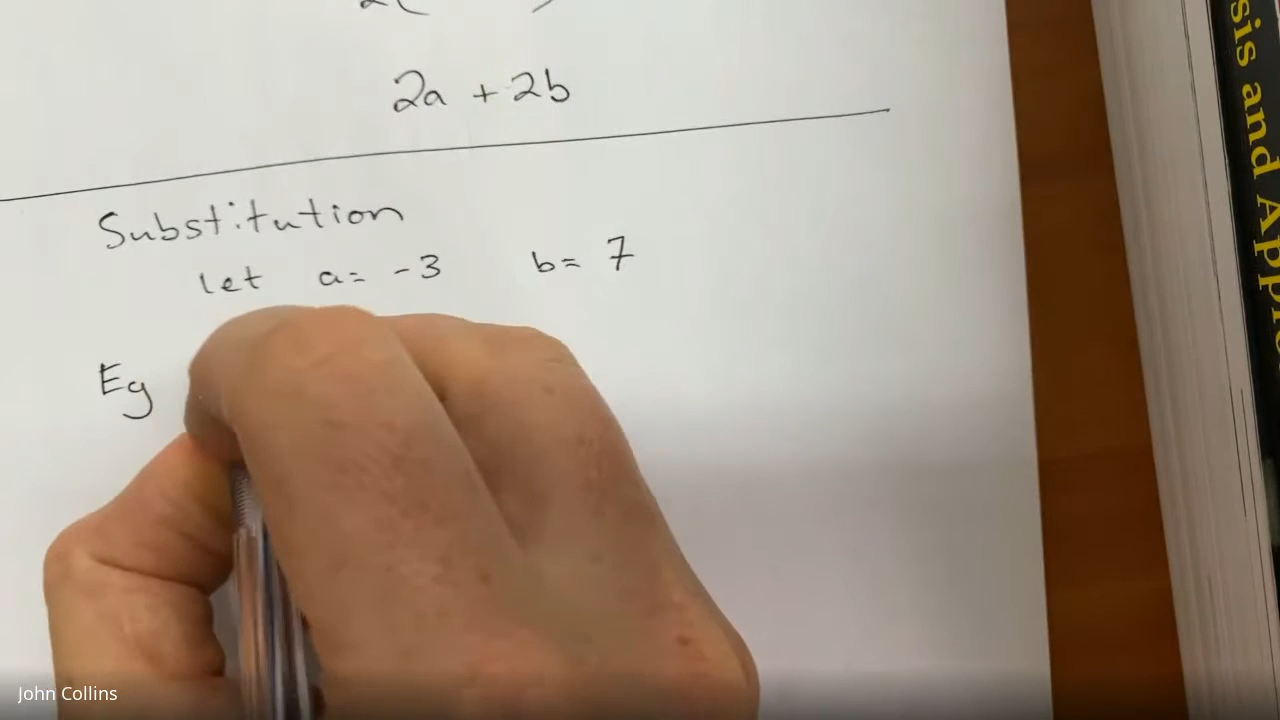 2a + 2b
Substitution
let a= -3 b= 7
Eg
sis and Appl
John Collins